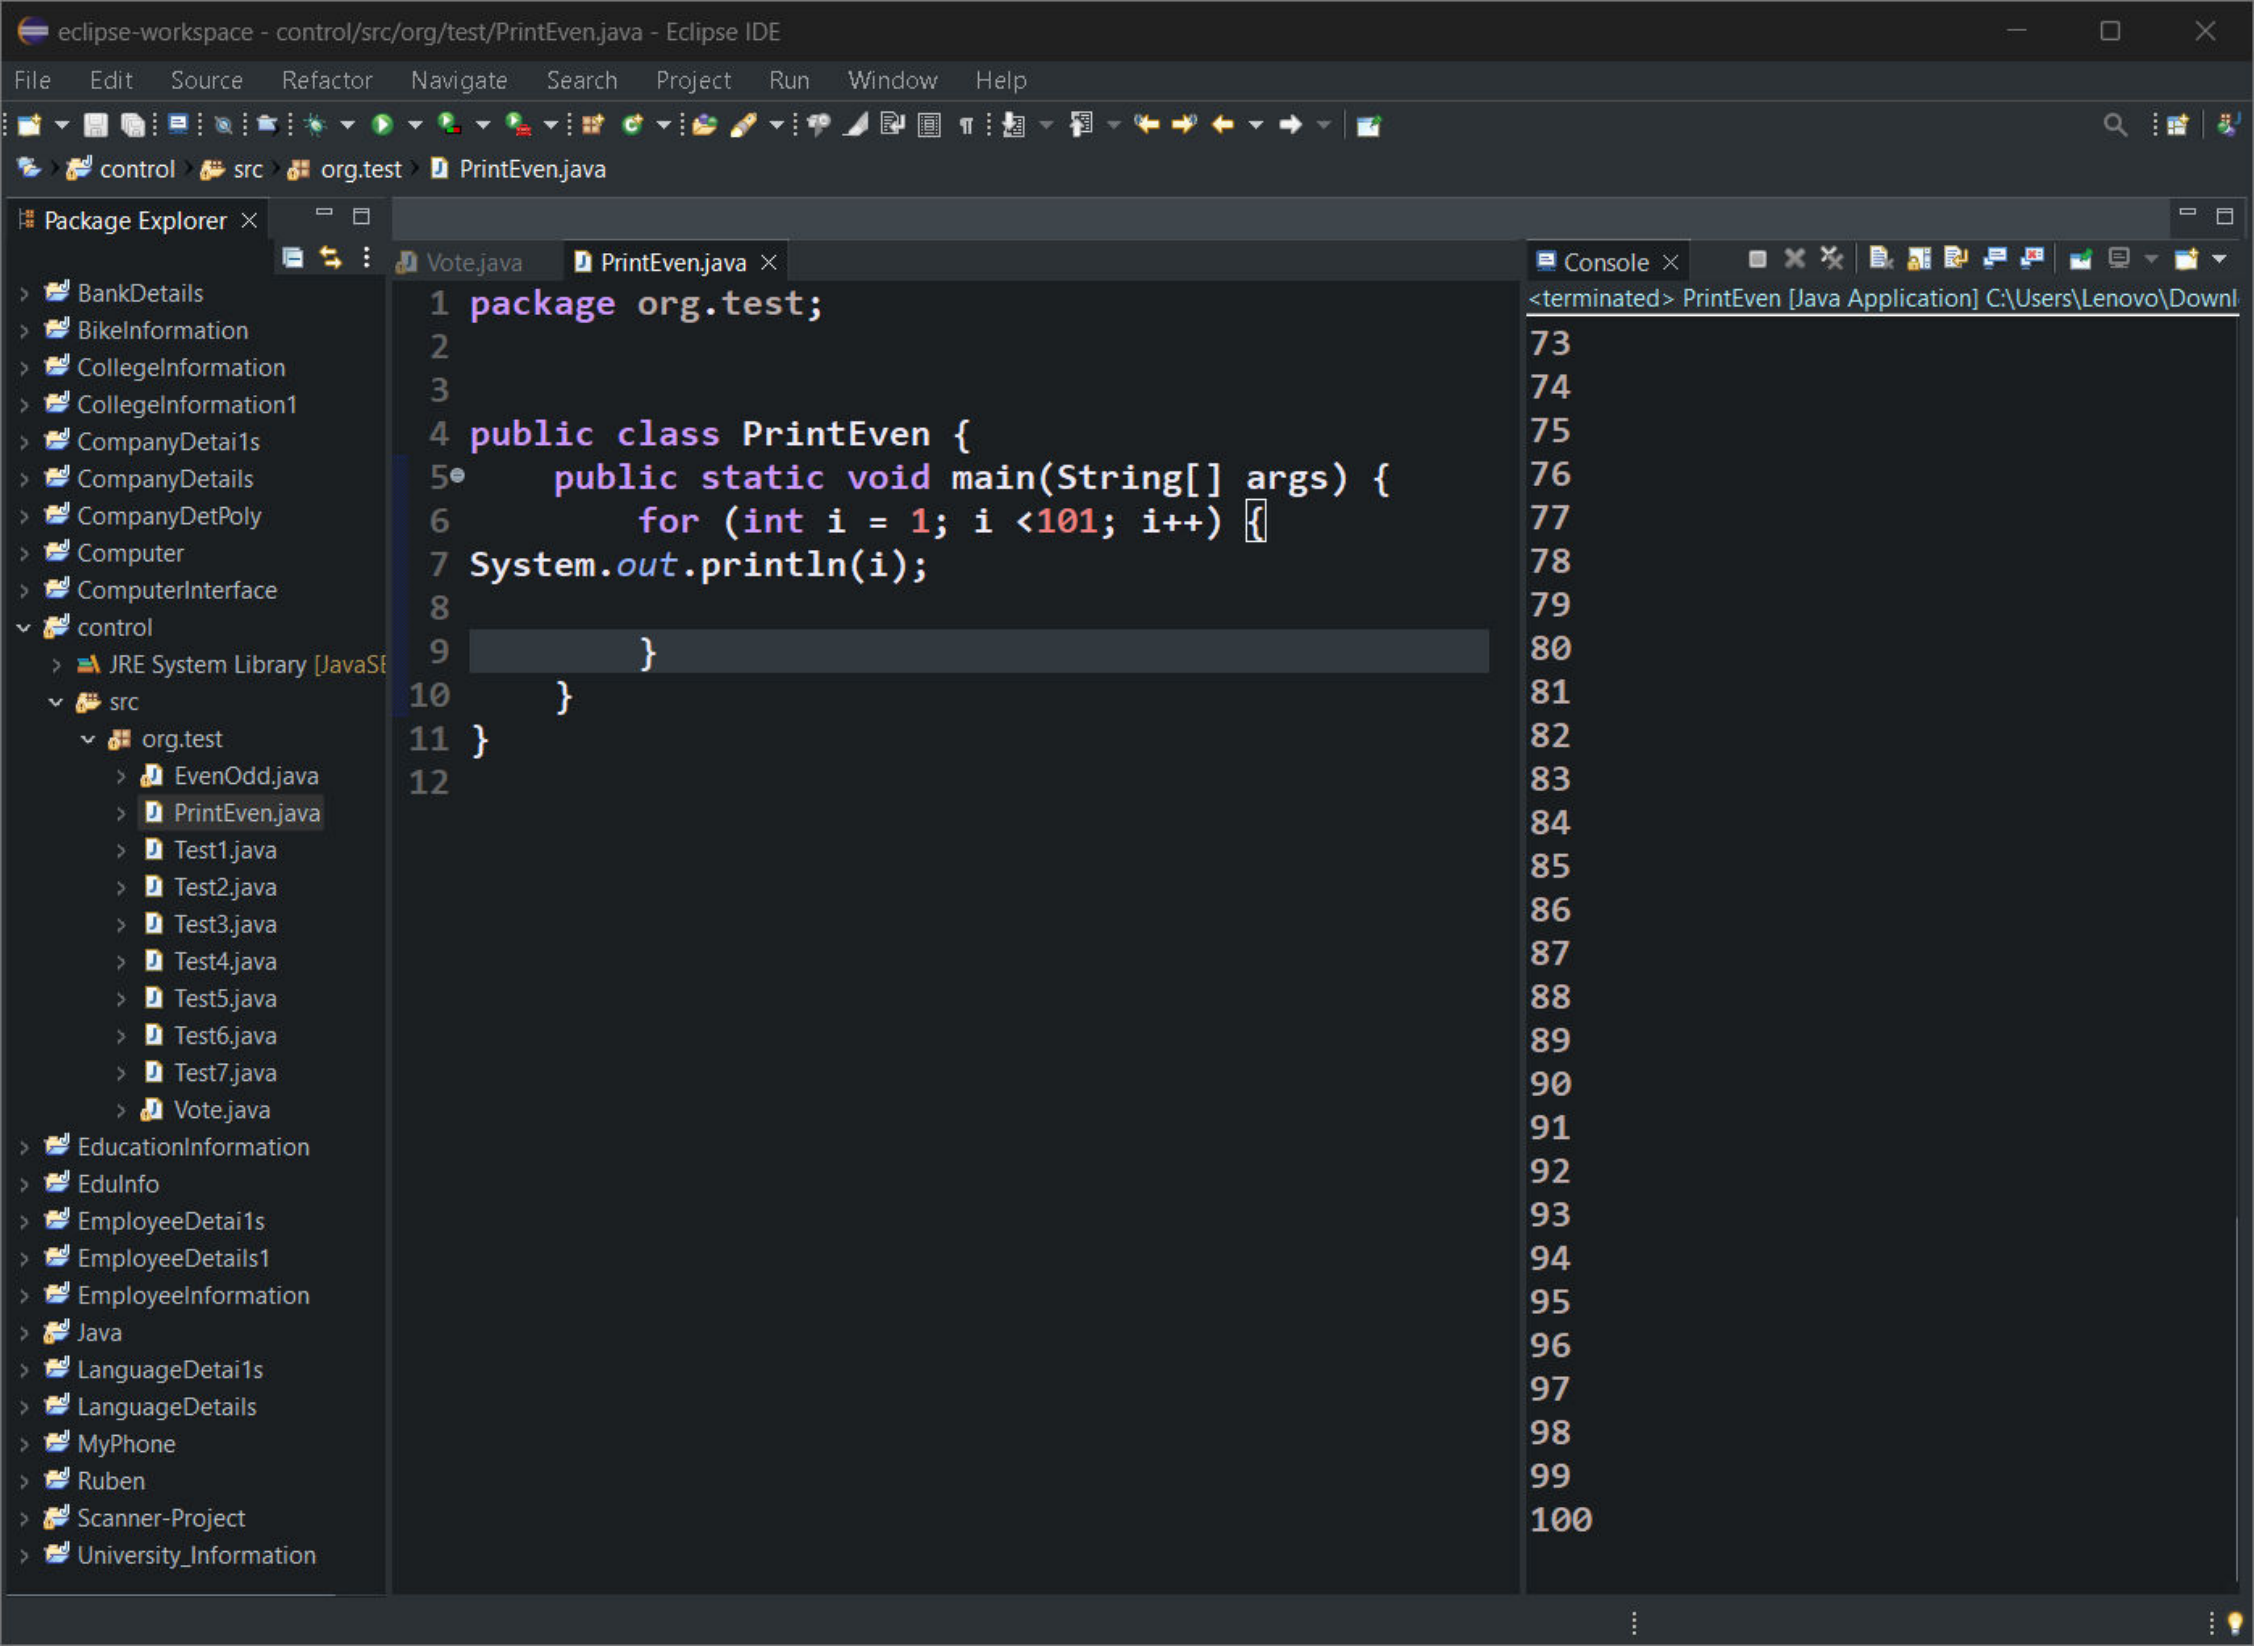 eclipse-workspace - control/src/org/test/PrintEven.java - Eclipse IDE
File Edit Source Refactor Navigate Search Project Run Window Help
control src org.test PrintEven.java
Package Explorer
BankDetails
BikeInformation
CollegeInformation
CollegeInformation1
CompanyDetai1s
CompanyDetails
CompanyDetPoly
Computer
ComputerInterface
control
JRE System Library [JavaSE
src
org.test
EvenOdd.java
PrintEven.java
Test1.java
Test2.java
Test3.java
Test4.java
Test5.java
Test6.java
Test7.java
Vote.java
EducationInformation
EduInfo
EmployeeDetai1s
EmployeeDetails1
EmployeeInformation
Java
LanguageDetai1s
LanguageDetails
MyPhone
Ruben
Scanner-Project
University_Information
Vote.java PrintEven.java
1 package org.test;
2
3
4 public class PrintEven {
5 public static void main(String[] args) {
6 for (int i = 1; i <101; i++) {
7 System.out.println(i);
8
9 }
10 }
11 }
12
Console
<terminated> PrintEven [Java Application] C:\Users\Lenovo\Downl
73
74
75
76
77
78
79
80
81
82
83
84
85
86
87
88
89
90
91
92
93
94
95
96
97
98
99
100